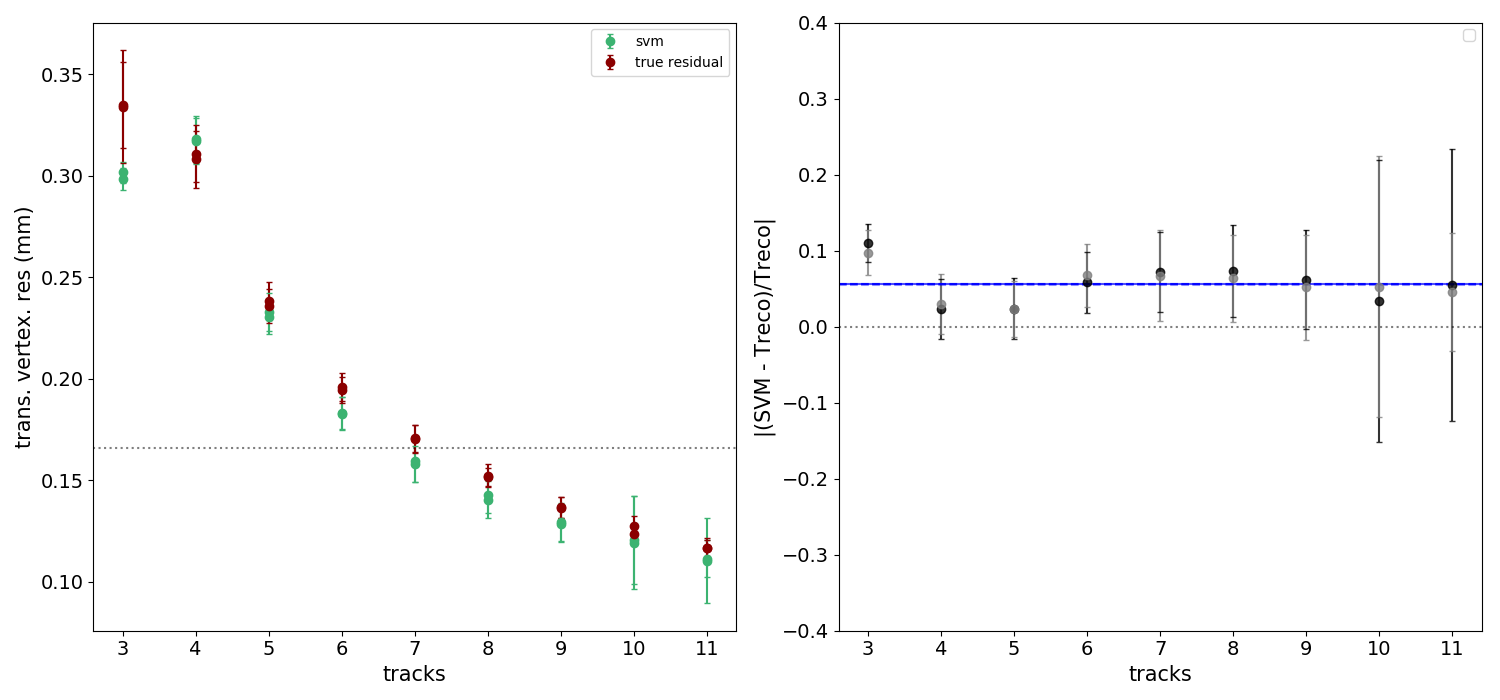 trans. vertex. res (mm)
0.35
0.30
0.25
0.20
0.15
0.10
svm
true residual
3 4 5 6 7 8 9 10 11
tracks
|(SVM - Treco)/Treco|
0.4
0.3
0.2
0.1
0.0
−0.1
−0.2
−0.3
−0.4
3 4 5 6 7 8 9 10 11
tracks